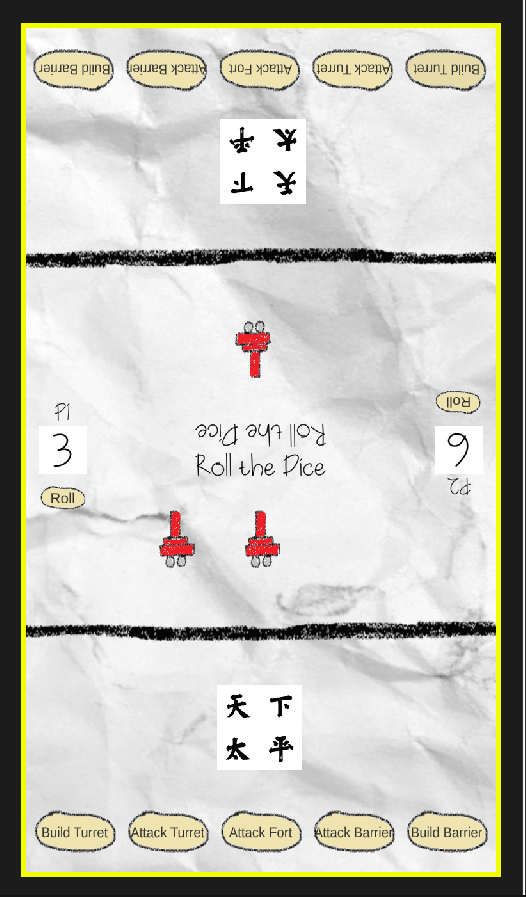 Build Barrier
Attack Barrier
Attack Fort
Attack Turret
Build Turret
天下
太平
P1
3
Roll
Roll the Dice
Roll the Dice
Roll
6
P2
天下
太平
Build Turret
Attack Turret
Attack Fort
Attack Barrier
Build Barrier